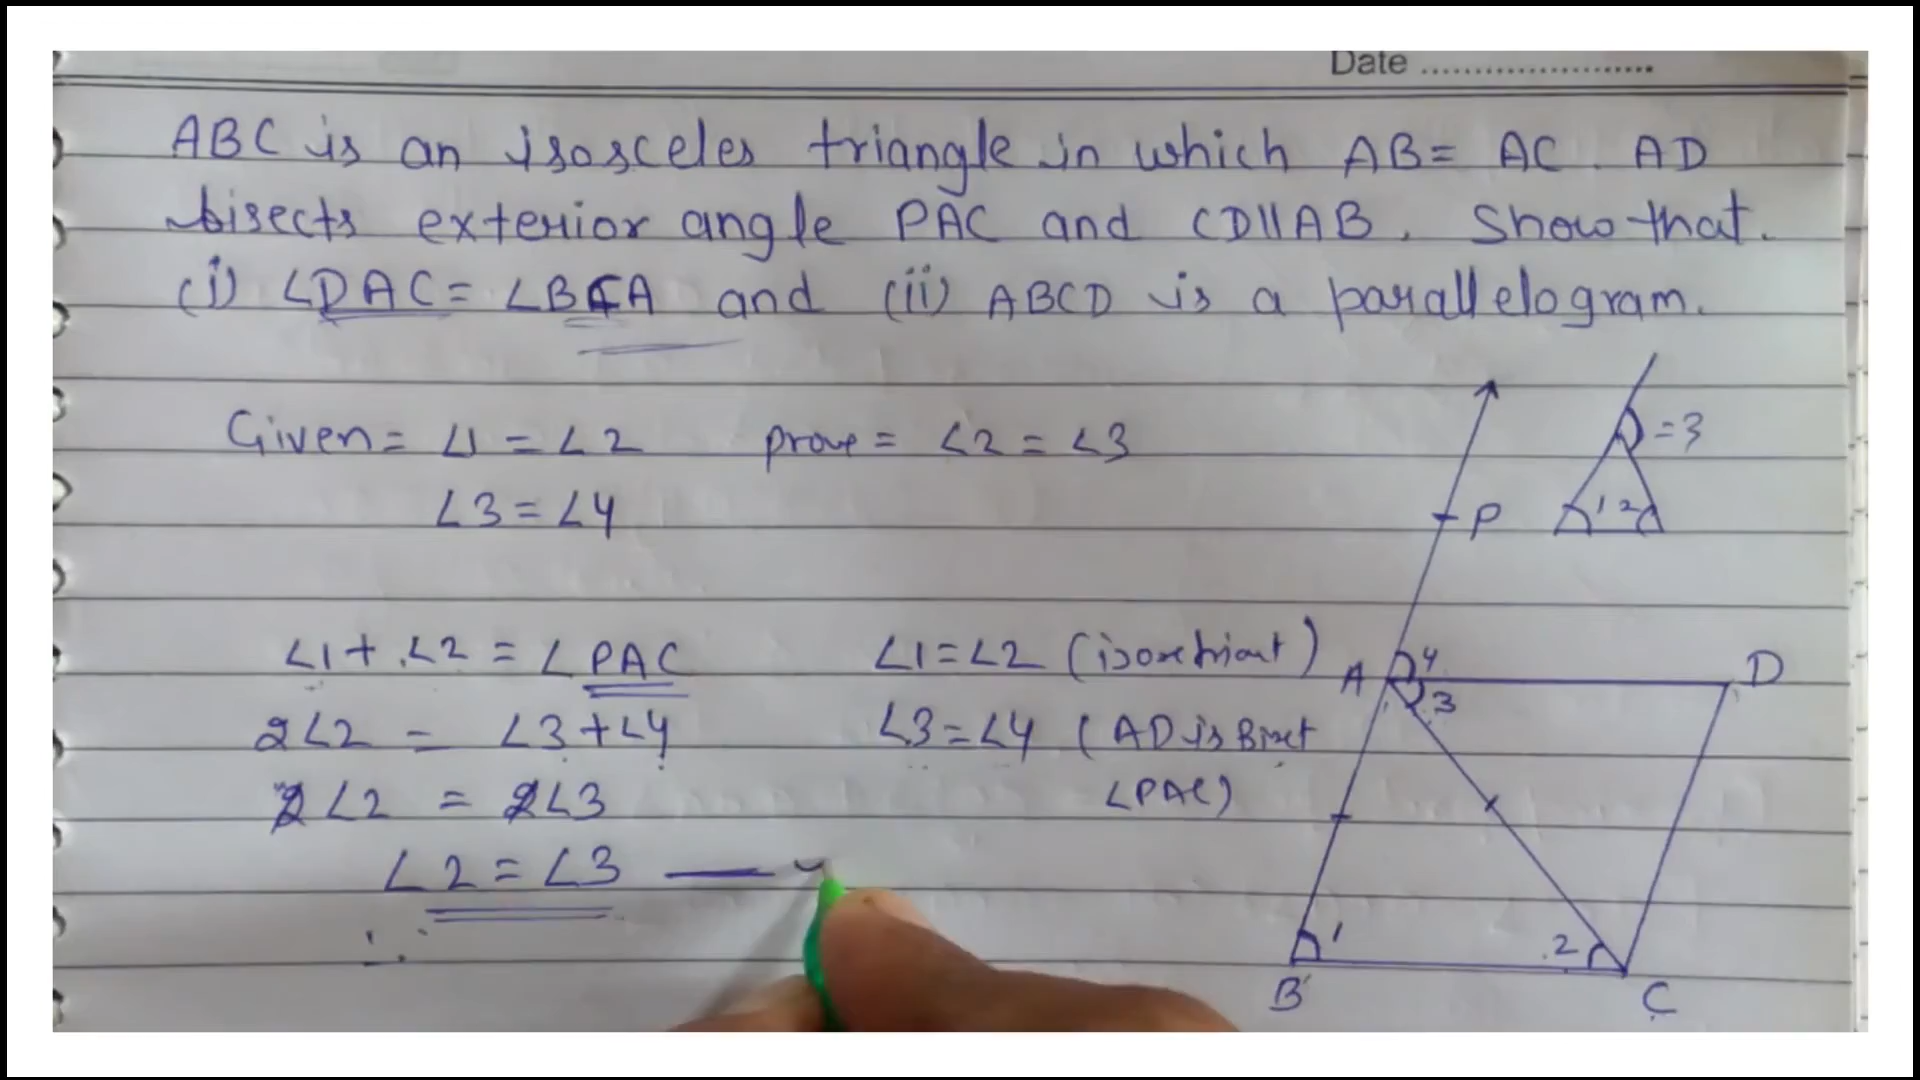 Date ........................
ABC is an isosceles triangle in which AB = AC. AD
bisects exterior angle PAC and CD||AB. Show that.
(i) ∠DAC = ∠BCA and (ii) ABCD is a parallelogram.
Given = ∠1 = ∠2 prove = ∠2 = ∠3
∠3 = ∠4
=3
1 2
P
∠1 + ∠2 = ∠PAC
2∠2 = ∠3 + ∠4
2∠2 = 2∠3
∠2 = ∠3
∴
∠1 = ∠2
∠3 = ∠4 (AD is
∠PAC)
A 4 D
3
1 2
B C